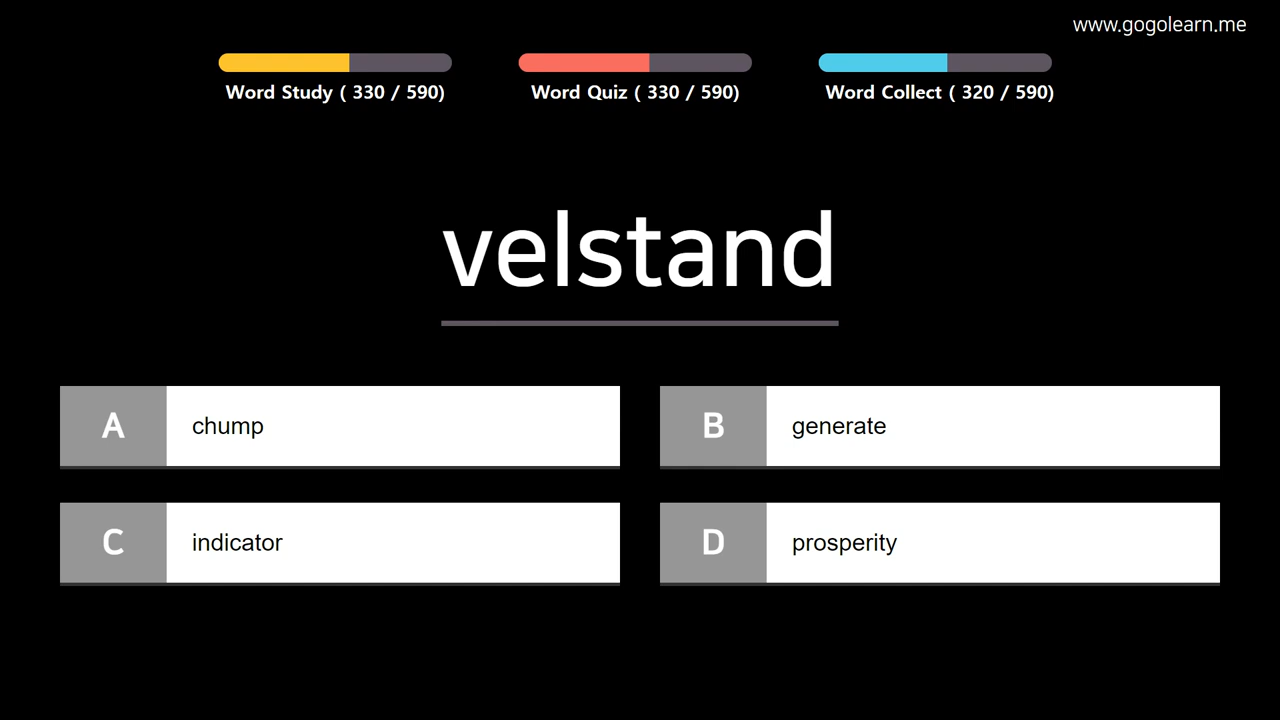 www.gogolearn.me
Word Study ( 330 / 590)
Word Quiz ( 330 / 590)
Word Collect ( 320 / 590)
velstand
A chump
B generate
C indicator
D prosperity